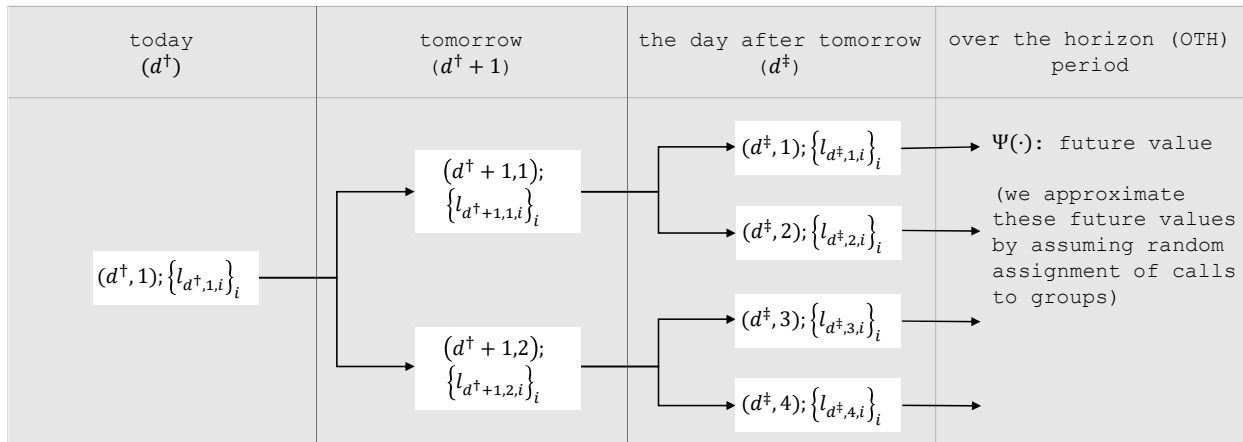 today
(d†)
tomorrow
(d† + 1)
the day after tomorrow
(d‡)
over the horizon (OTH)
period
(d†, 1); {l_{d†,1,i}}_i
(d† + 1,1);
{l_{d†+1,1,i}}_i
(d† + 1,2);
{l_{d†+1,2,i}}_i
(d‡, 1); {l_{d‡,1,i}}_i
(d‡, 2); {l_{d‡,2,i}}_i
(d‡, 3); {l_{d‡,3,i}}_i
(d‡, 4); {l_{d‡,4,i}}_i
Ψ(·): future value
(we approximate
these future values
by assuming random
assignment of calls
to groups)